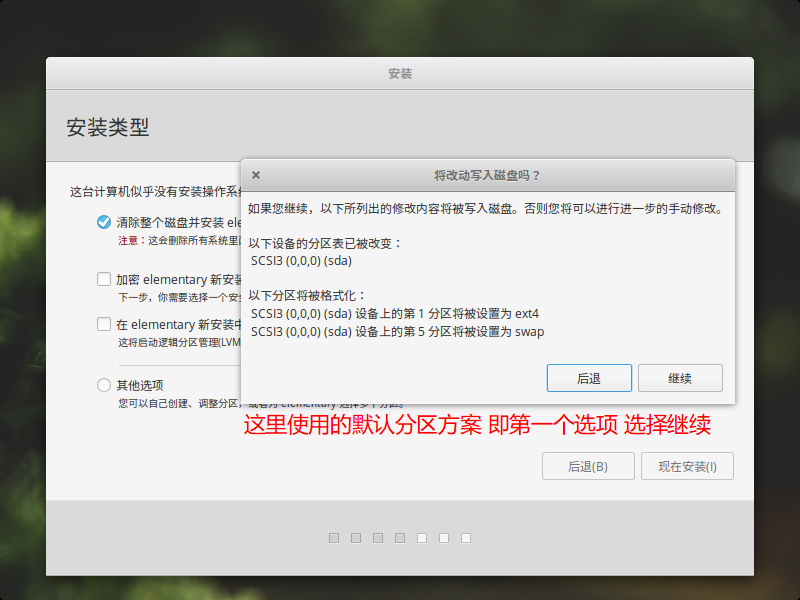 安装
安装类型
将改动写入磁盘吗？
这台计算机似乎没有安装操作系
如果您继续，以下所列出的修改内容将被写入磁盘。否则您将可以进行进一步的手动修改。
清除整个磁盘并安装 ele
注意：这会删除所有系统里
以下设备的分区表已被改变：
SCSI3 (0,0,0) (sda)
加密 elementary 新安装
下一步，你需要选择一个安全
以下分区将被格式化：
SCSI3 (0,0,0) (sda) 设备上的第 1 分区将被设置为 ext4
SCSI3 (0,0,0) (sda) 设备上的第 5 分区将被设置为 swap
在 elementary 新安装中
这将启动逻辑分区管理(LVM
后退
继续
其他选项
您可以自己创建、调整分区，或者为 elementary 选择多个分区。
这里使用的默认分区方案 即第一个选项 选择继续
后退(B)
现在安装(I)